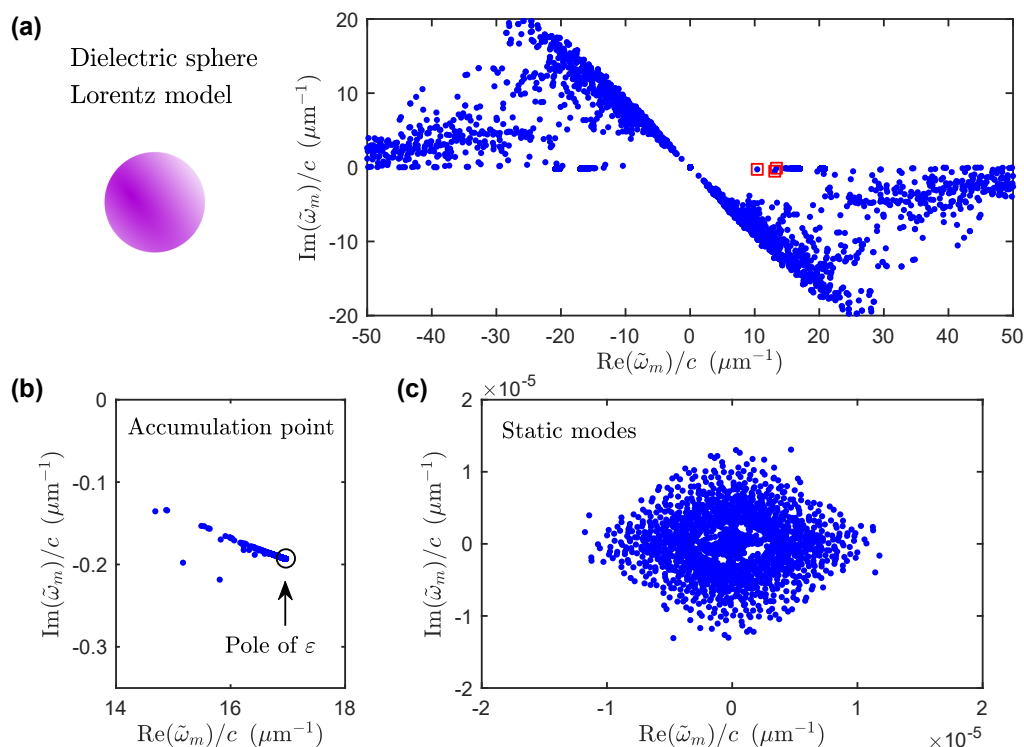 (a)
Dielectric sphere
Lorentz model
Im(ω̃ₘ)/c (μm⁻¹)
20
10
0
-10
-20
-50 -40 -30 -20 -10 0 10 20 30 40 50
Re(ω̃ₘ)/c (μm⁻¹)
(b)
Accumulation point
Im(ω̃ₘ)/c (μm⁻¹)
0
-0.1
-0.2
-0.3
Pole of ε
14 16 18
Re(ω̃ₘ)/c (μm⁻¹)
(c)
×10⁻⁵
Static modes
Im(ω̃ₘ)/c (μm⁻¹)
2
1
0
-1
-2
-2 0 2
Re(ω̃ₘ)/c (μm⁻¹)
×10⁻⁵